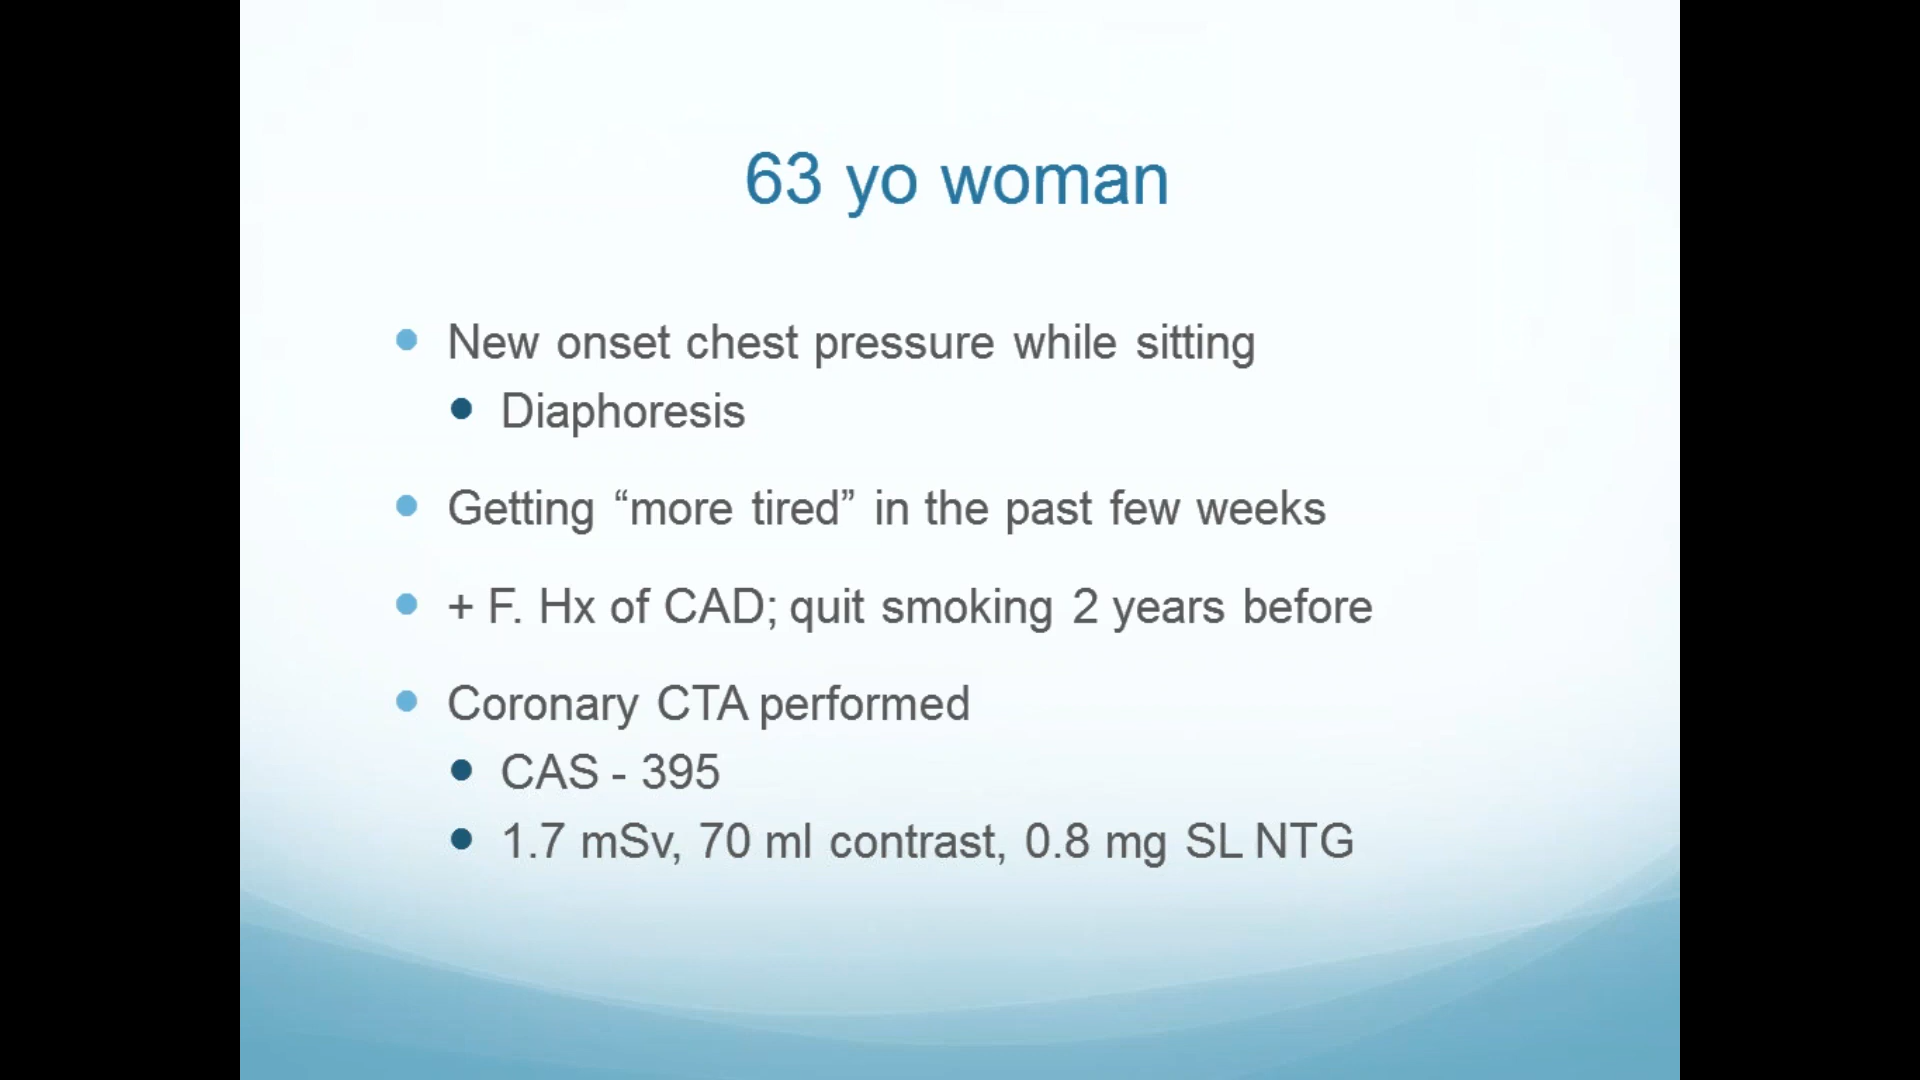 63 yo woman
New onset chest pressure while sitting
Diaphoresis
Getting “more tired” in the past few weeks
+ F. Hx of CAD; quit smoking 2 years before
Coronary CTA performed
CAS - 395
1.7 mSv, 70 ml contrast, 0.8 mg SL NTG